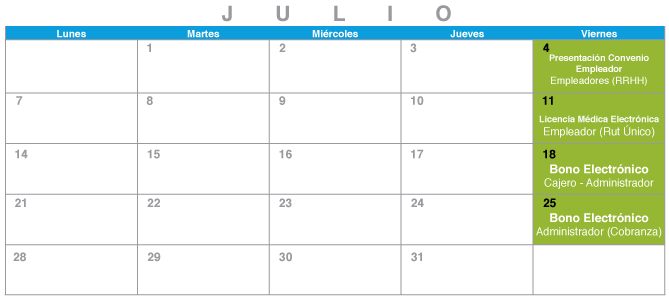 J U L I O
Lunes Martes Miércoles Jueves Viernes
1 2 3 4
Presentación Convenio
Empleador
Empleadores (RRHH)
7 8 9 10 11
Licencia Médica Electrónica
Empleador (Rut Único)
14 15 16 17 18
Bono Electrónico
Cajero - Administrador
21 22 23 24 25
Bono Electrónico
Administrador (Cobranza)
28 29 30 31